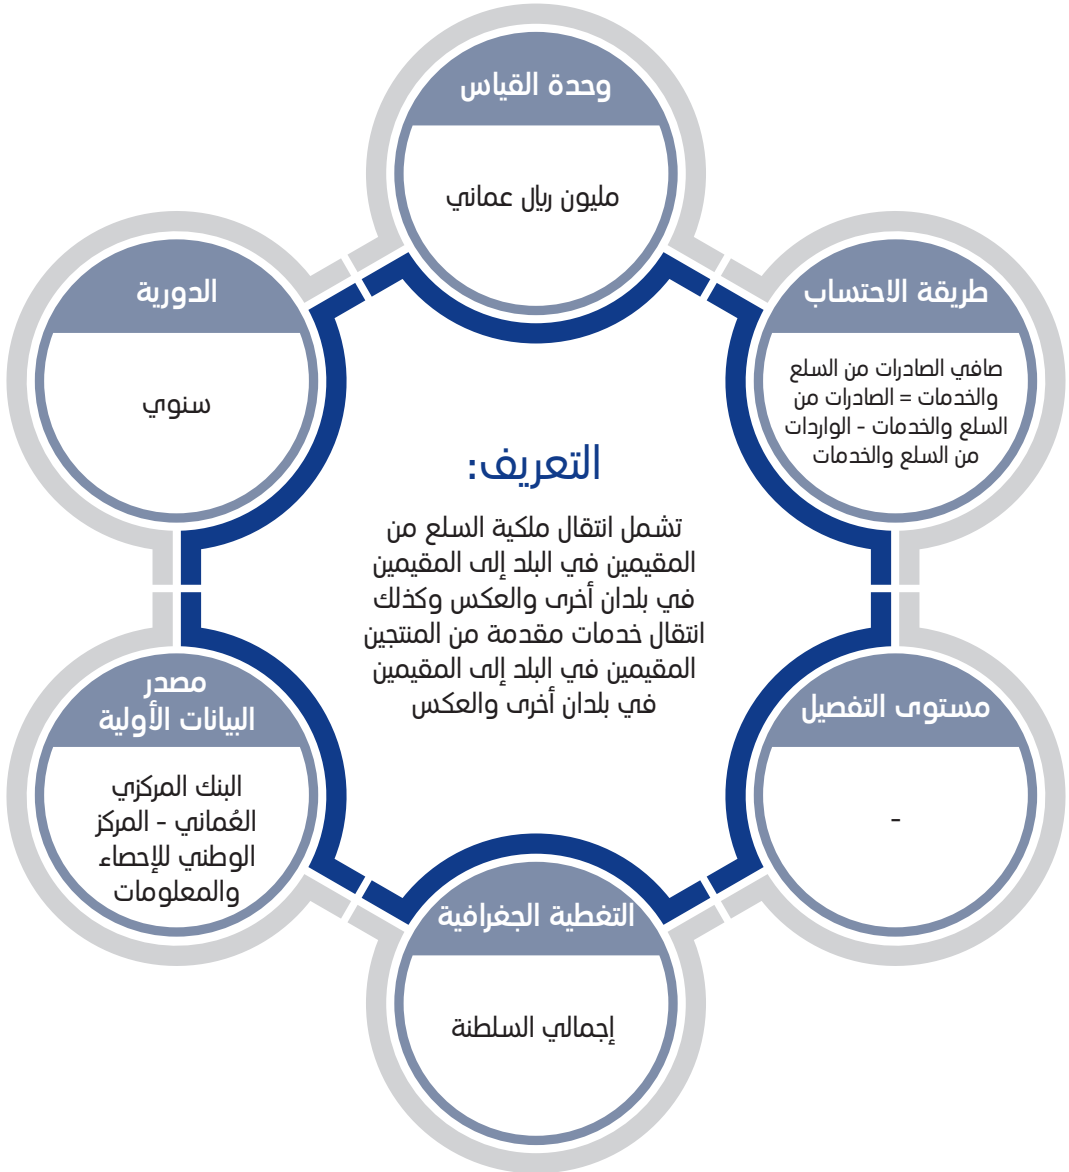 وحدة القياس
مليون ريال عماني
طريقة الاحتساب
صافي الصادرات من السلع
والخدمات = الصادرات من
السلع والخدمات - الواردات
من السلع والخدمات
الدورية
سنوي
التعريف:
تشمل انتقال ملكية السلع من
المقيمين في البلد إلى المقيمين
في بلدان أخرى والعكس وكذلك
انتقال خدمات مقدمة من المنتجين
المقيمين في البلد إلى المقيمين
في بلدان أخرى والعكس
مستوى التفصيل
-
مصدر
البيانات الأولية
البنك المركزي
العُماني - المركز
الوطني للإحصاء
والمعلومات
التغطية الجغرافية
إجمالي السلطنة